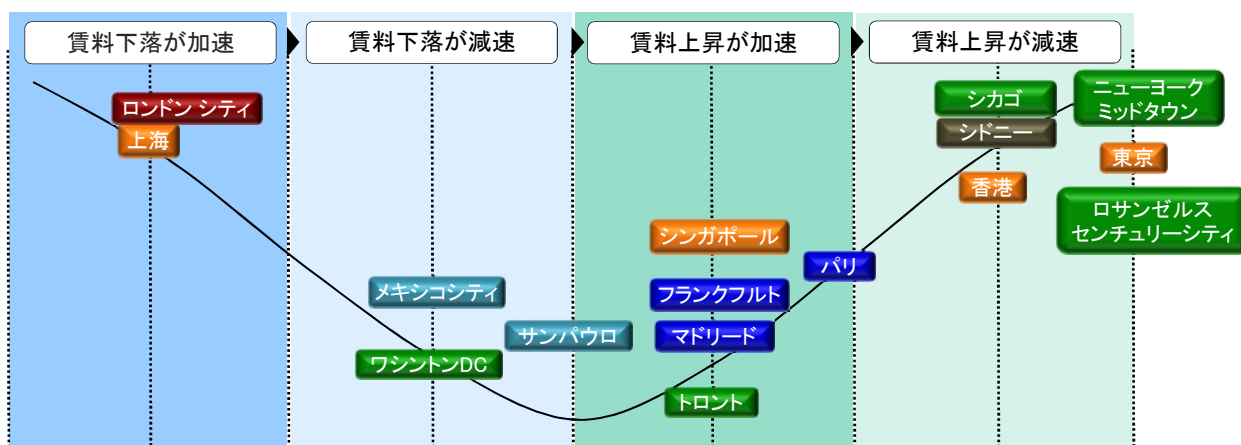 賃料下落が加速
賃料下落が減速
賃料上昇が加速
賃料上昇が減速
ロンドン シティ
上海
メキシコシティ
サンパウロ
ワシントンDC
シンガポール
フランクフルト
マドリード
トロント
パリ
シカゴ
シドニー
香港
ニューヨーク
ミッドタウン
東京
ロサンゼルス
センチュリーシティ